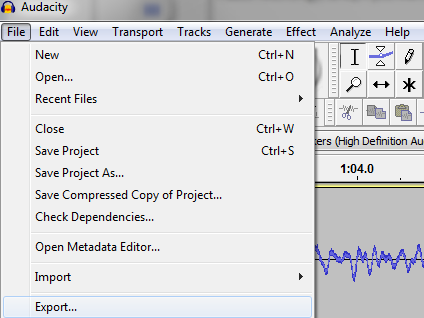 Audacity
File Edit View Transport Tracks Generate Effect Analyze Help
New Ctrl+N
Open... Ctrl+O
Recent Files
Close Ctrl+W
Save Project Ctrl+S
Save Project As...
Save Compressed Copy of Project...
Check Dependencies...
Open Metadata Editor...
Import
Export...
kers (High Definition Au
1:04.0